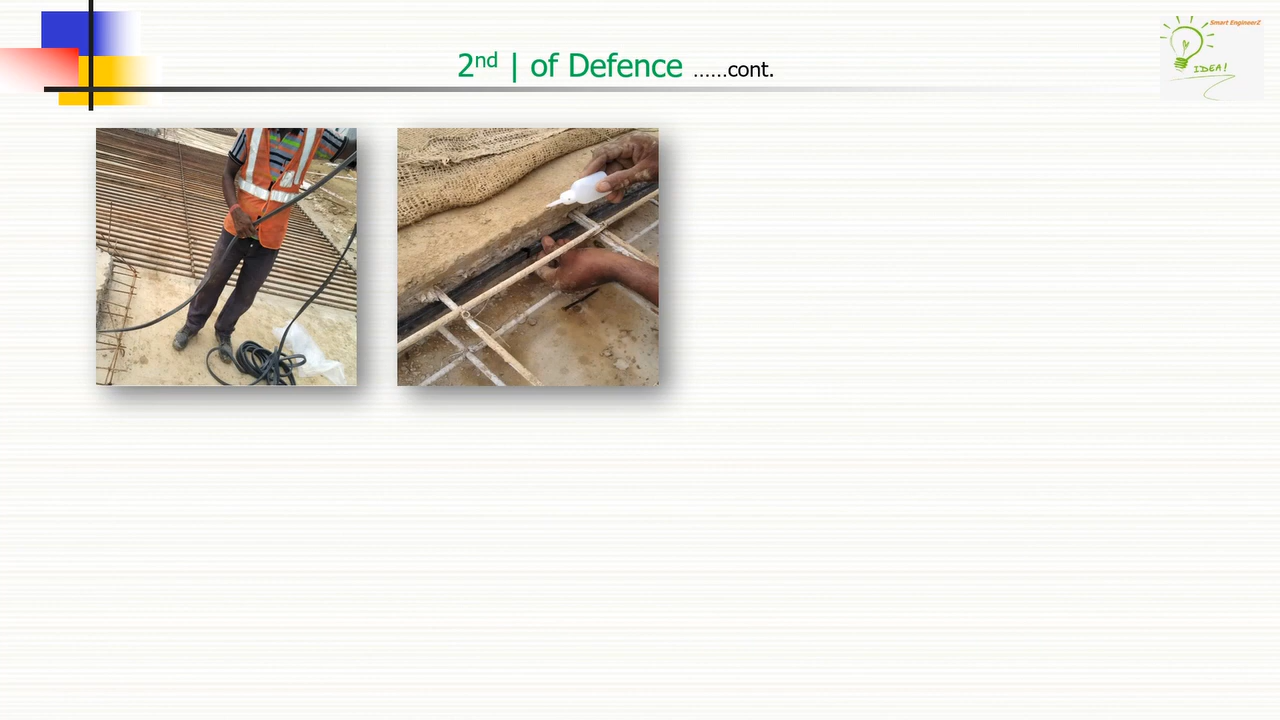 Smart EngineerZ
IDEA!
2nd | of Defence ......cont.